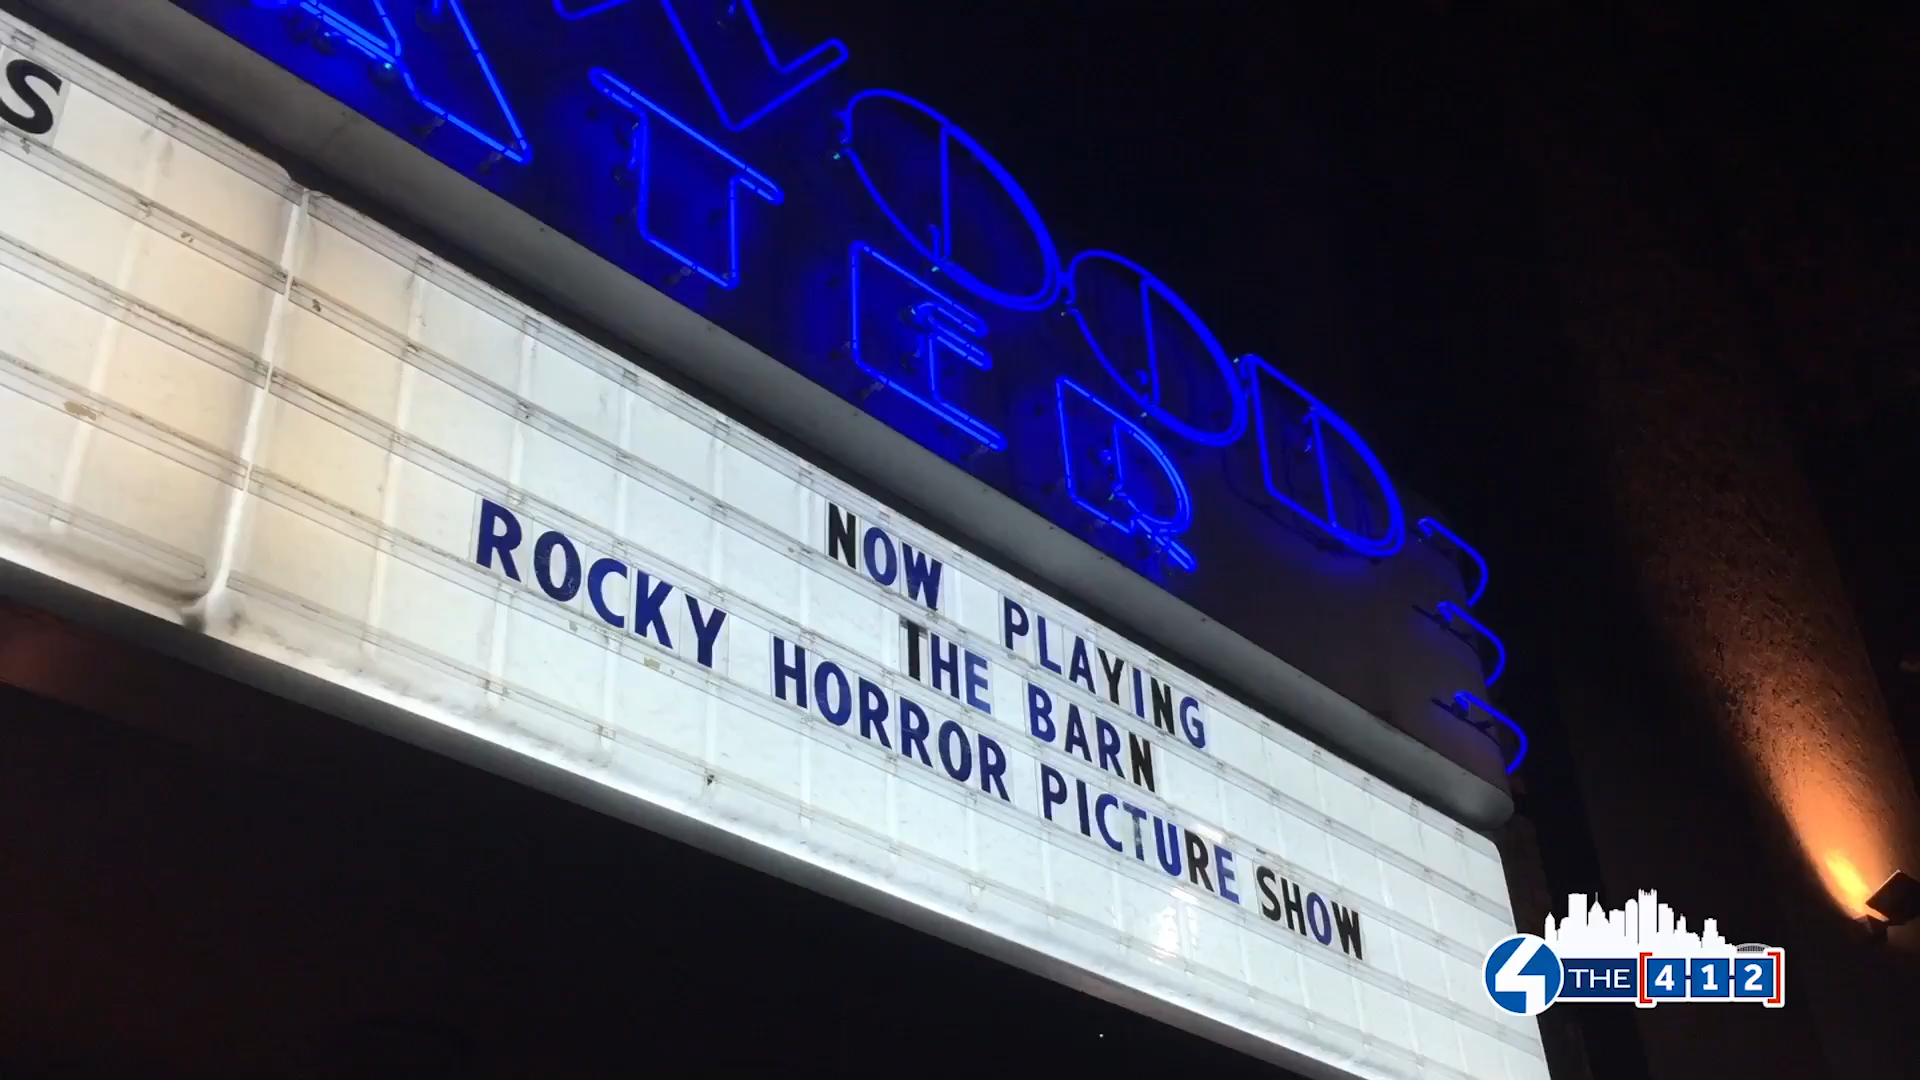 S
NOW PLAYING
THE BARN
ROCKY HORROR PICTURE SHOW
4 THE [412]